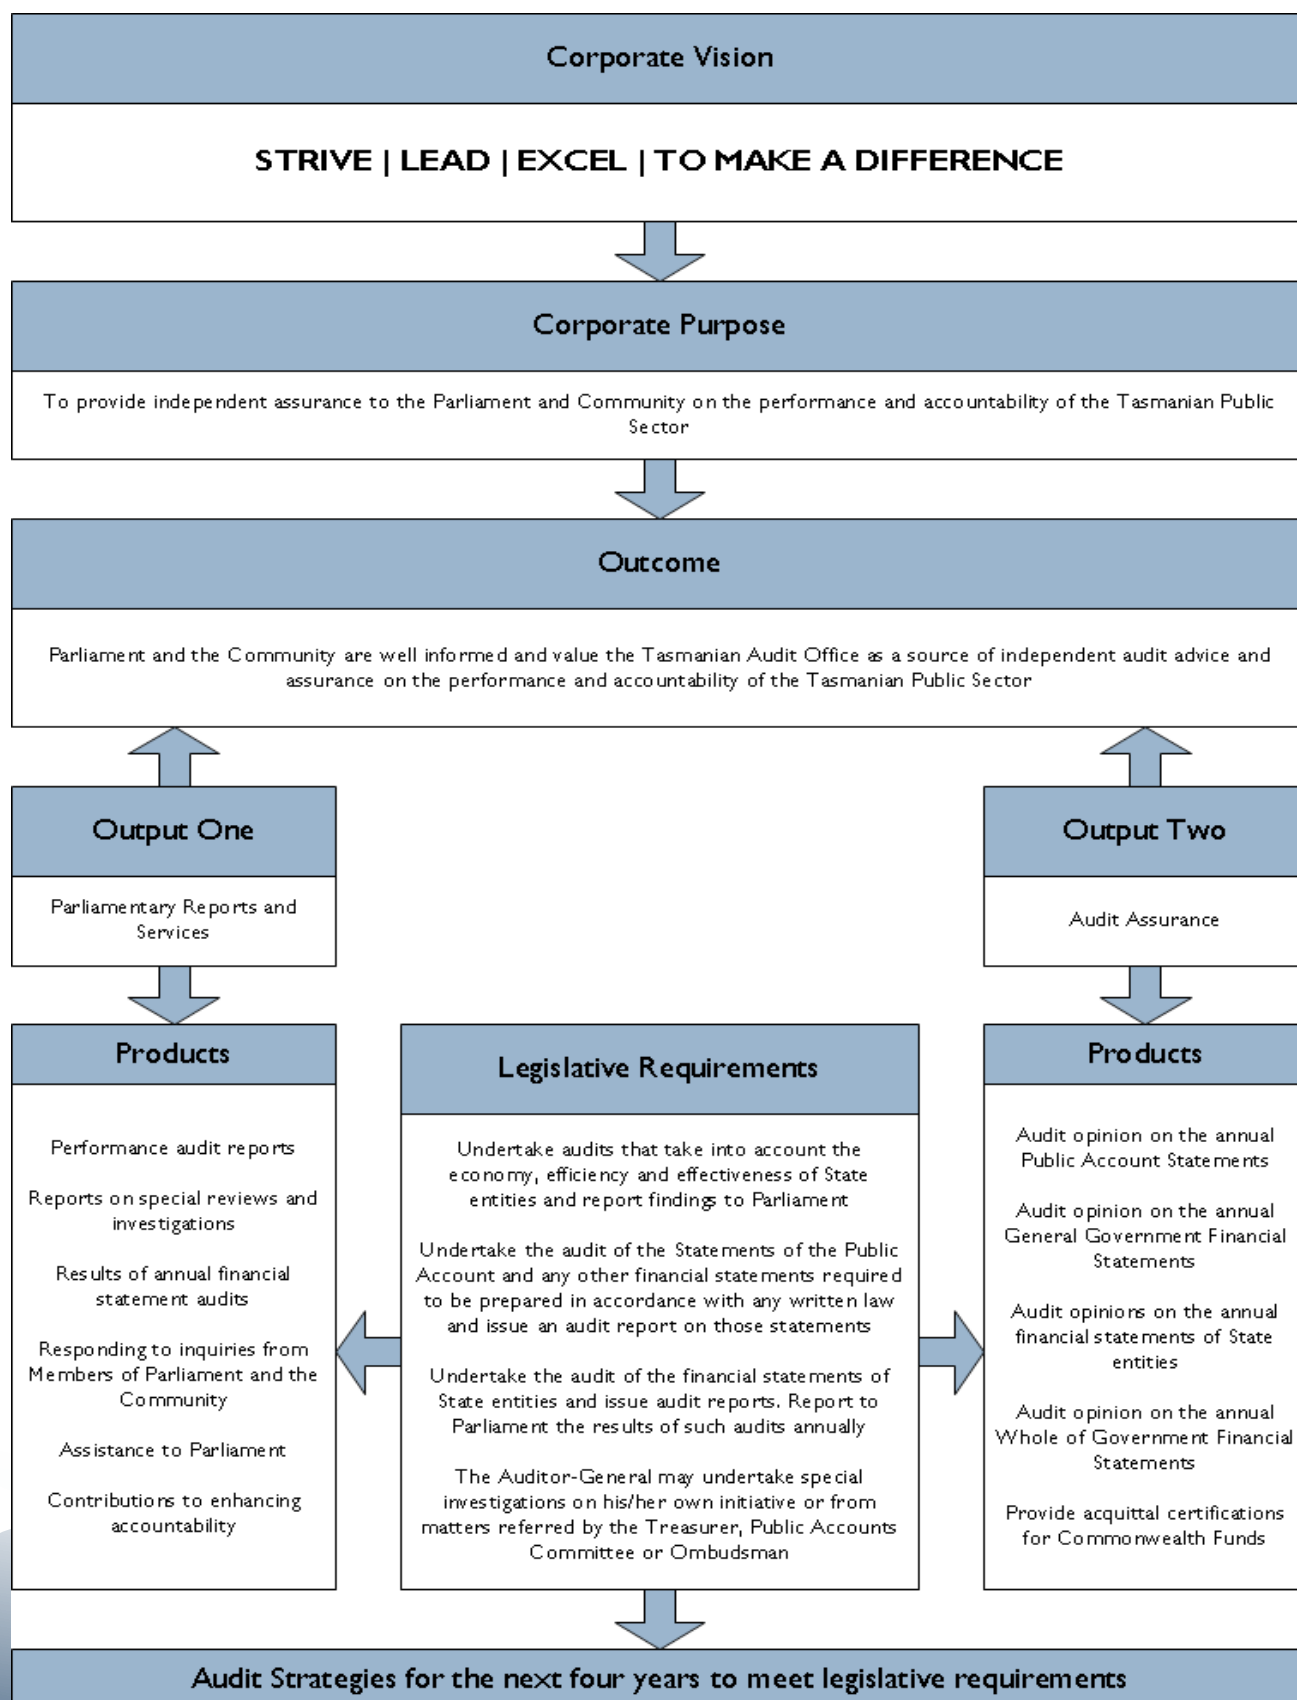 Corporate Vision
STRIVE | LEAD | EXCEL | TO MAKE A DIFFERENCE
Corporate Purpose
To provide independent assurance to the Parliament and Community on the performance and accountability of the Tasmanian Public
Sector
Outcome
Parliament and the Community are well informed and value the Tasmanian Audit Office as a source of independent audit advice and
assurance on the performance and accountability of the Tasmanian Public Sector
Output One
Parliamentary Reports and
Services
Output Two
Audit Assurance
Products
Performance audit reports
Reports on special reviews and
investigations
Results of annual financial
statement audits
Responding to inquiries from
Members of Parliament and the
Community
Assistance to Parliament
Contributions to enhancing
accountability
Legislative Requirements
Undertake audits that take into account the
economy, efficiency and effectiveness of State
entities and report findings to Parliament
Undertake the audit of the Statements of the Public
Account and any other financial statements required
to be prepared in accordance with any written law
and issue an audit report on those statements
Undertake the audit of the financial statements of
State entities and issue audit reports. Report to
Parliament the results of such audits annually
The Auditor-General may undertake special
investigations on his/her own initiative or from
matters referred by the Treasurer, Public Accounts
Committee or Ombudsman
Products
Audit opinion on the annual
Public Account Statements
Audit opinion on the annual
General Government Financial
Statements
Audit opinions on the annual
financial statements of State
entities
Audit opinion on the annual
Whole of Government Financial
Statements
Provide acquittal certifications
for Commonwealth Funds
Audit Strategies for the next four years to meet legislative requirements